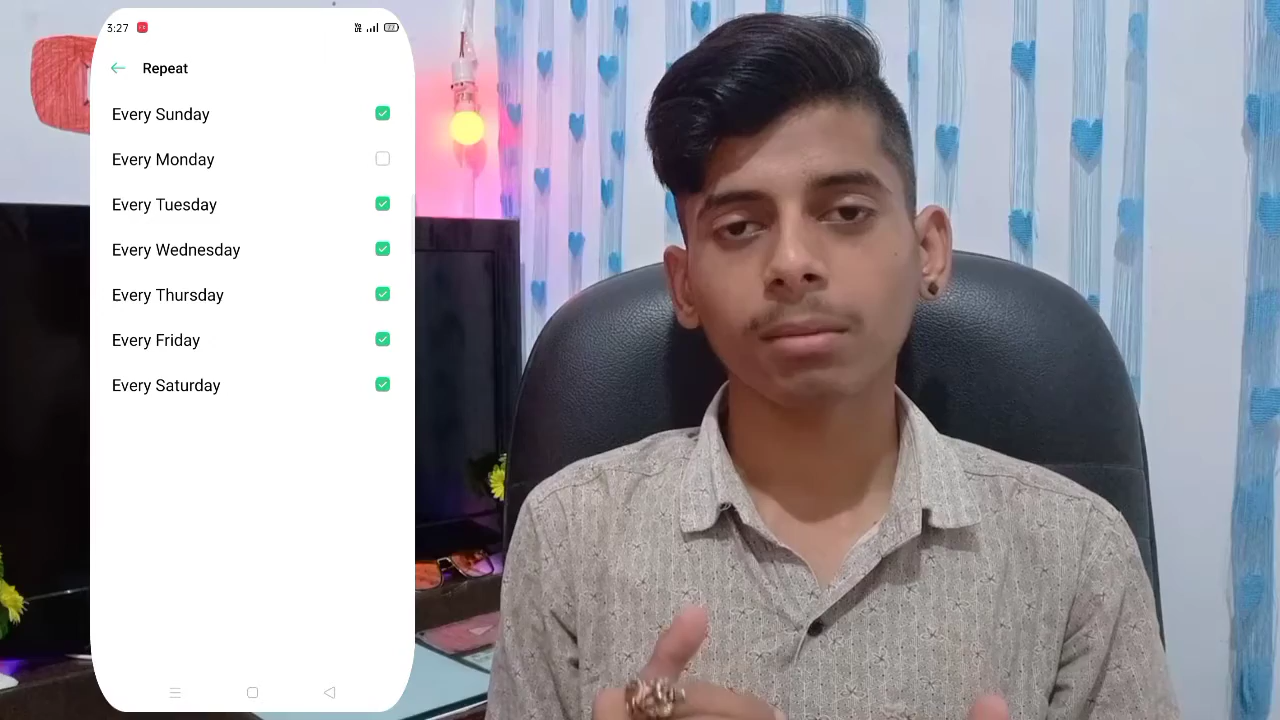 3:27
Repeat
Every Sunday
Every Monday
Every Tuesday
Every Wednesday
Every Thursday
Every Friday
Every Saturday